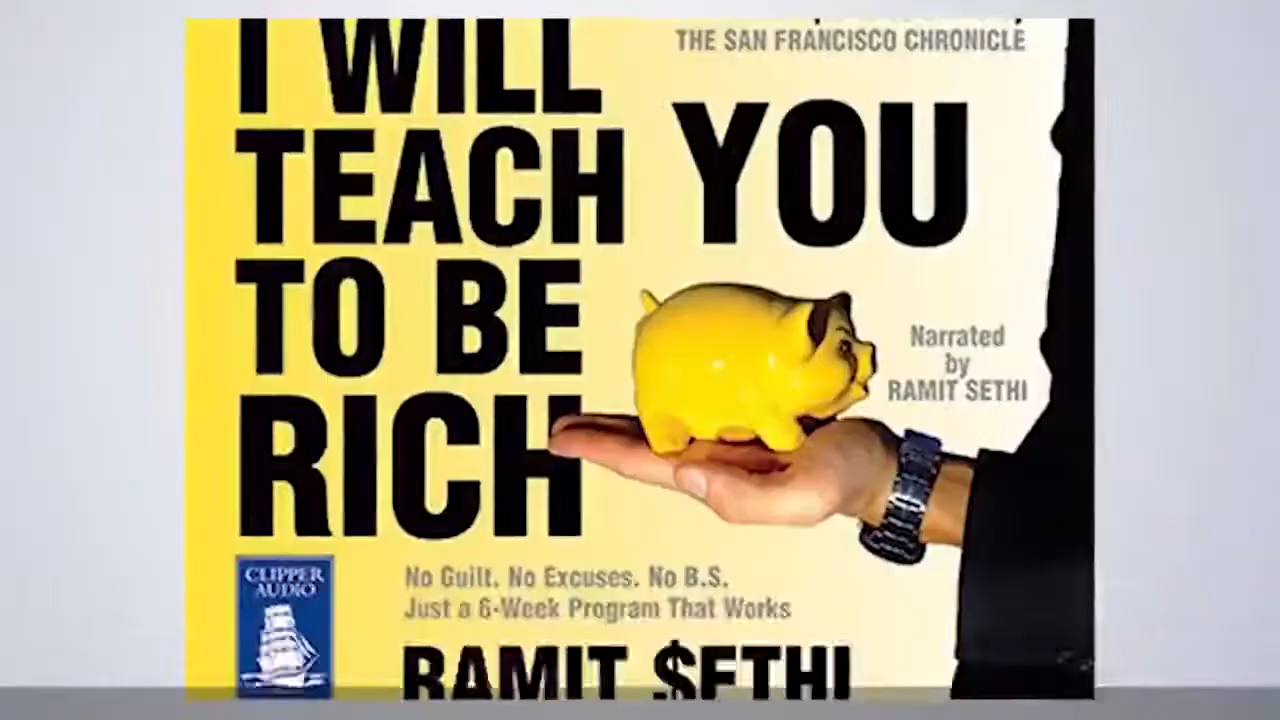 THE SAN FRANCISCO CHRONICLE
I WILL
TEACH YOU
TO BE
RICH
Narrated
by
RAMIT SETHI
CLIPPER
AUDIO
No Guilt. No Excuses. No B.S.
Just a 6-Week Program That Works
RAMIT $ETHI